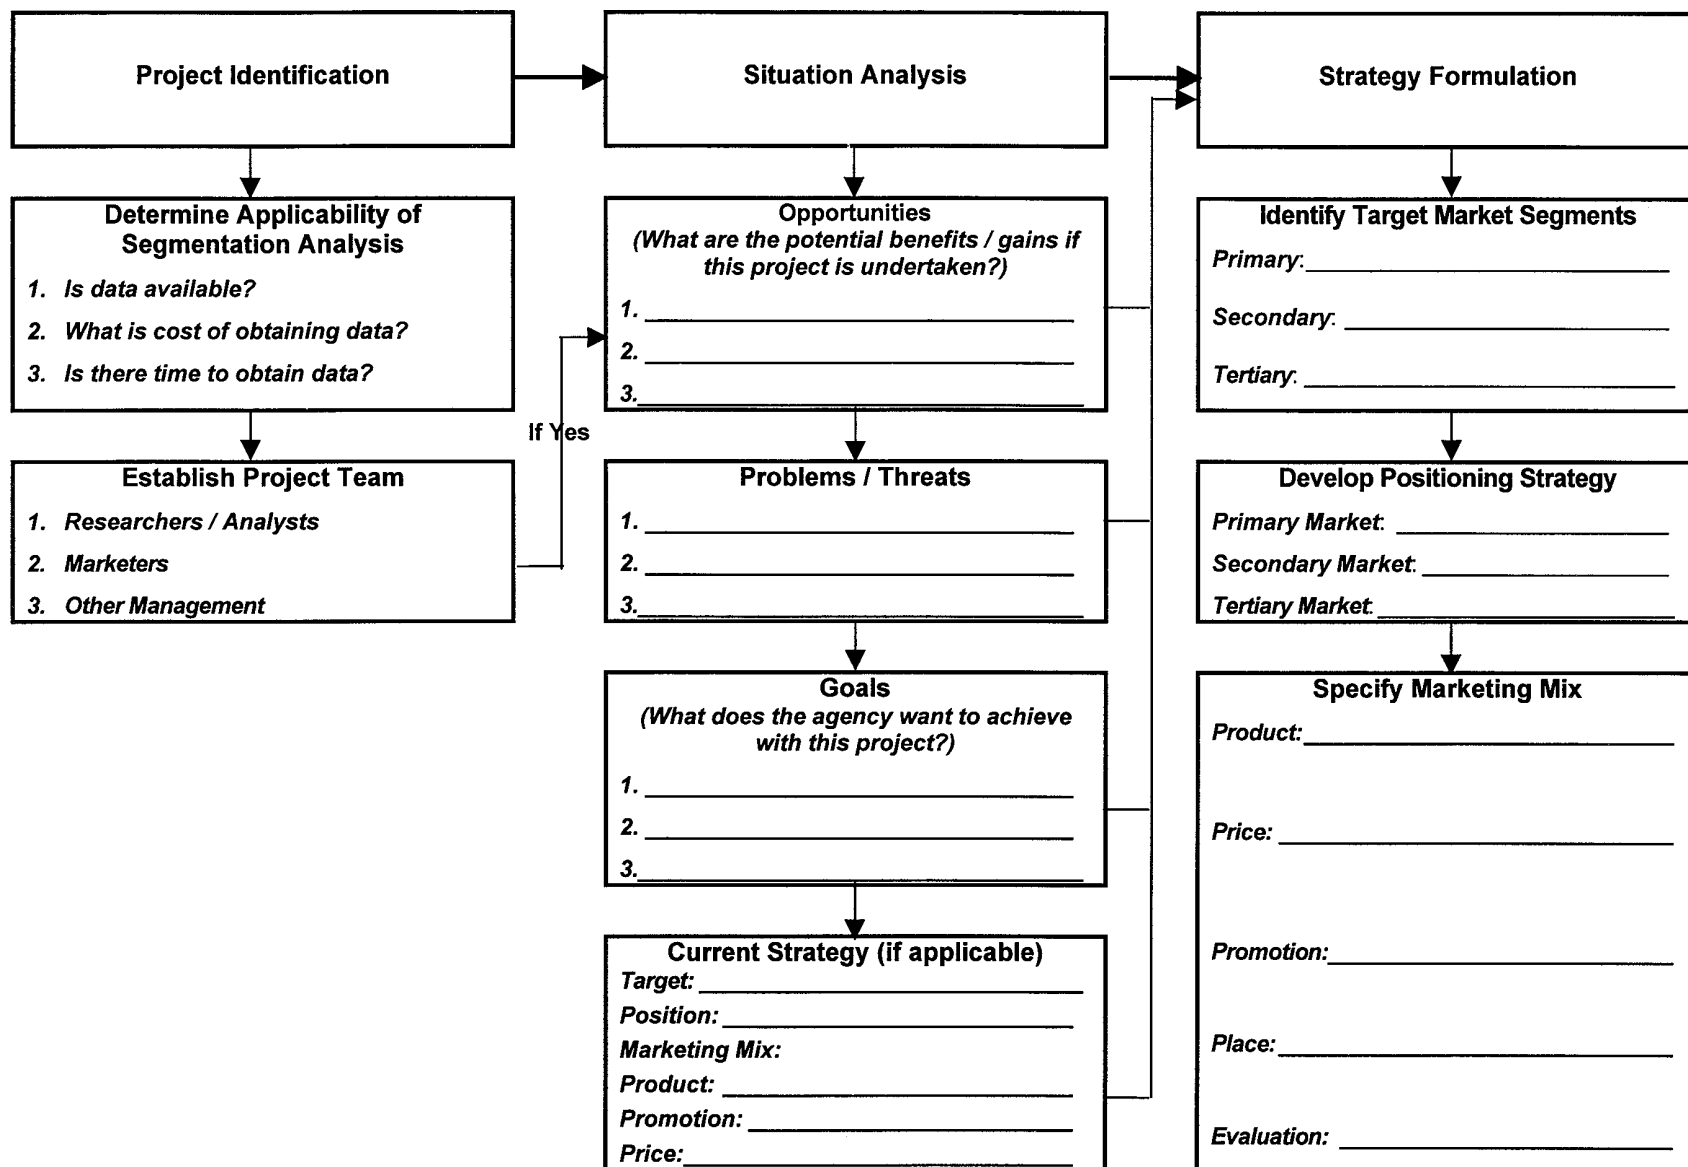 Project Identification
Determine Applicability of
Segmentation Analysis
1. Is data available?
2. What is cost of obtaining data?
3. Is there time to obtain data?
Establish Project Team
1. Researchers / Analysts
2. Marketers
3. Other Management
If Yes
Situation Analysis
Opportunities
(What are the potential benefits / gains if
this project is undertaken?)
1.
2.
3.
Problems / Threats
1.
2.
3.
Goals
(What does the agency want to achieve
with this project?)
1.
2.
3.
Current Strategy (if applicable)
Target:
Position:
Marketing Mix:
Product:
Promotion:
Price:
Strategy Formulation
Identify Target Market Segments
Primary:
Secondary:
Tertiary:
Develop Positioning Strategy
Primary Market:
Secondary Market:
Tertiary Market:
Specify Marketing Mix
Product:
Price:
Promotion:
Place:
Evaluation: